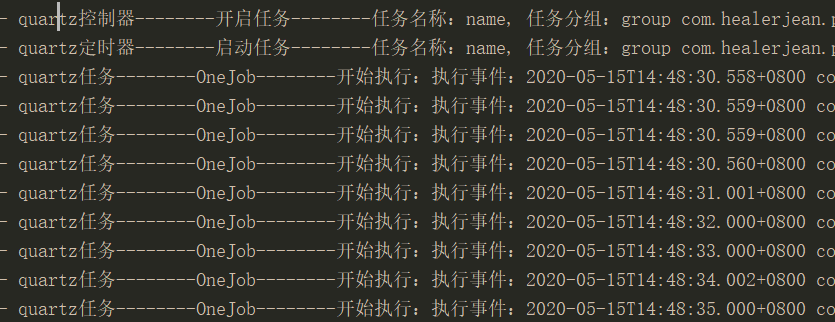 - quartz控制器--------开启任务--------任务名称：name, 任务分组：group com.healerjean.p
- quartz定时器--------启动任务--------任务名称：name, 任务分组：group com.healerjean.p
- quartz任务--------OneJob--------开始执行：执行事件：2020-05-15T14:48:30.558+0800 co
- quartz任务--------OneJob--------开始执行：执行事件：2020-05-15T14:48:30.559+0800 co
- quartz任务--------OneJob--------开始执行：执行事件：2020-05-15T14:48:30.559+0800 co
- quartz任务--------OneJob--------开始执行：执行事件：2020-05-15T14:48:30.560+0800 co
- quartz任务--------OneJob--------开始执行：执行事件：2020-05-15T14:48:31.001+0800 co
- quartz任务--------OneJob--------开始执行：执行事件：2020-05-15T14:48:32.000+0800 co
- quartz任务--------OneJob--------开始执行：执行事件：2020-05-15T14:48:33.000+0800 co
- quartz任务--------OneJob--------开始执行：执行事件：2020-05-15T14:48:34.002+0800 co
- quartz任务--------OneJob--------开始执行：执行事件：2020-05-15T14:48:35.000+0800 co